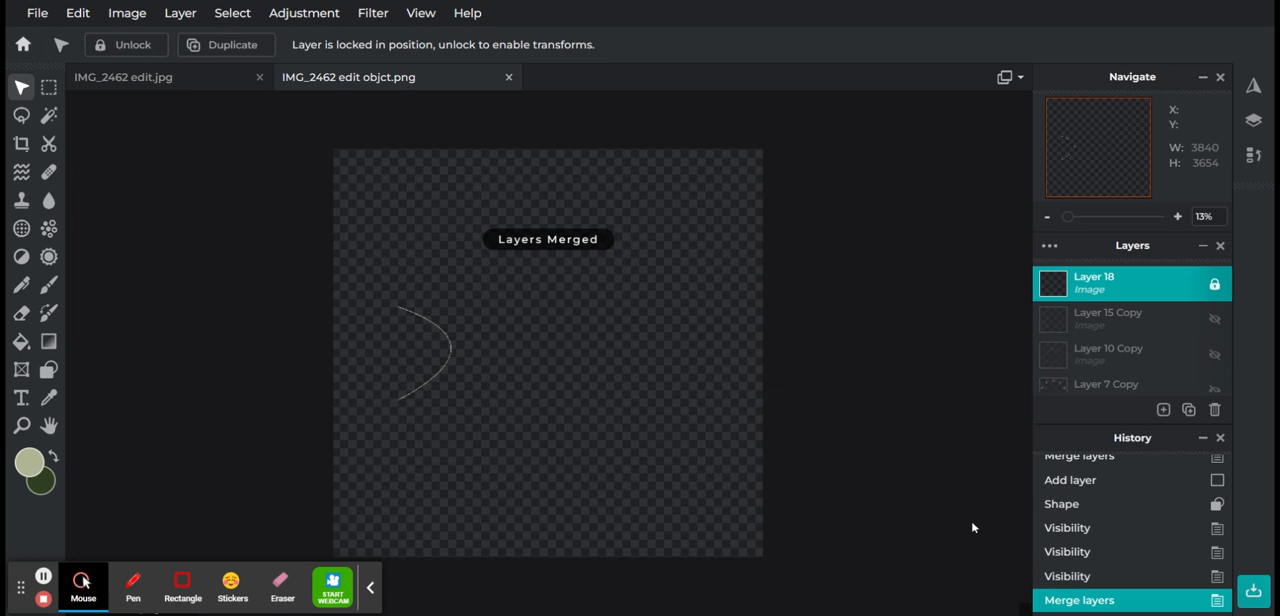 File Edit Image Layer Select Adjustment Filter View Help
Unlock Duplicate Layer is locked in position, unlock to enable transforms.
IMG_2462 edit.jpg
IMG_2462 edit objct.png
Navigate
X:
Y:
W: 3840
H: 3654
- + 13%
Layers Merged
Layers
Layer 18
Image
Layer 15 Copy
Image
Layer 10 Copy
Image
Layer 7 Copy
History
Merge layers
Add layer
Shape
Visibility
Visibility
Visibility
Merge layers
Mouse Pen Rectangle Stickers Eraser START
WEBCAM